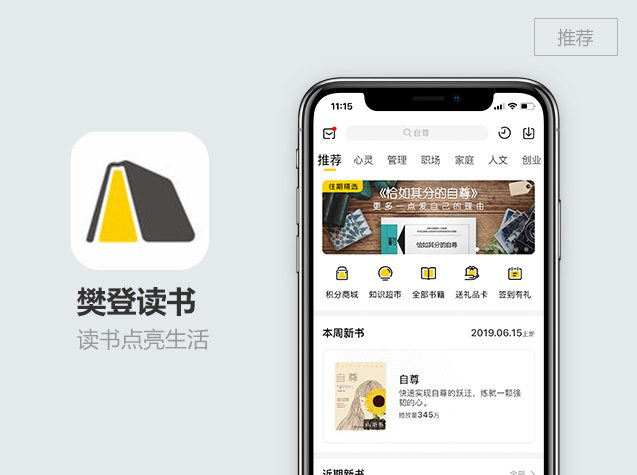 推荐
樊登读书
读书点亮生活
11:15
自尊
推荐 心灵 管理 职场 家庭 人文 创业
往期精选
《恰如其分的自尊》
更多一点爱自己的理由
恰如其分的自尊
积分商城 知识超市 全部书籍 送礼品卡 签到有礼
本周新书 2019.06.15上新
自尊
自尊
快速实现自尊的跃迁，练就一颗强
韧的心。
播放量345万
近期新书 全部